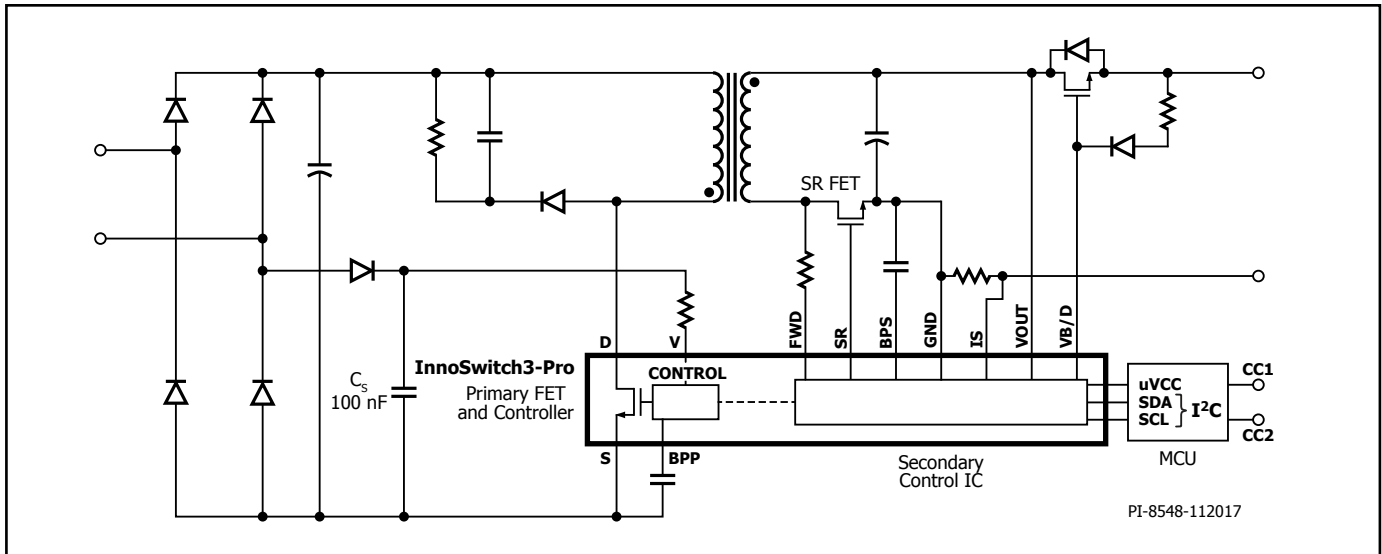 SR FET
FWD
SR
BPS
GND
IS
VOUT
VB/D
D
V
InnoSwitch3-Pro
Primary FET
and Controller
CONTROL
C_S
100 nF
uVCC
SDA
SCL
I²C
CC1
CC2
S
BPP
Secondary
Control IC
MCU
PI-8548-112017